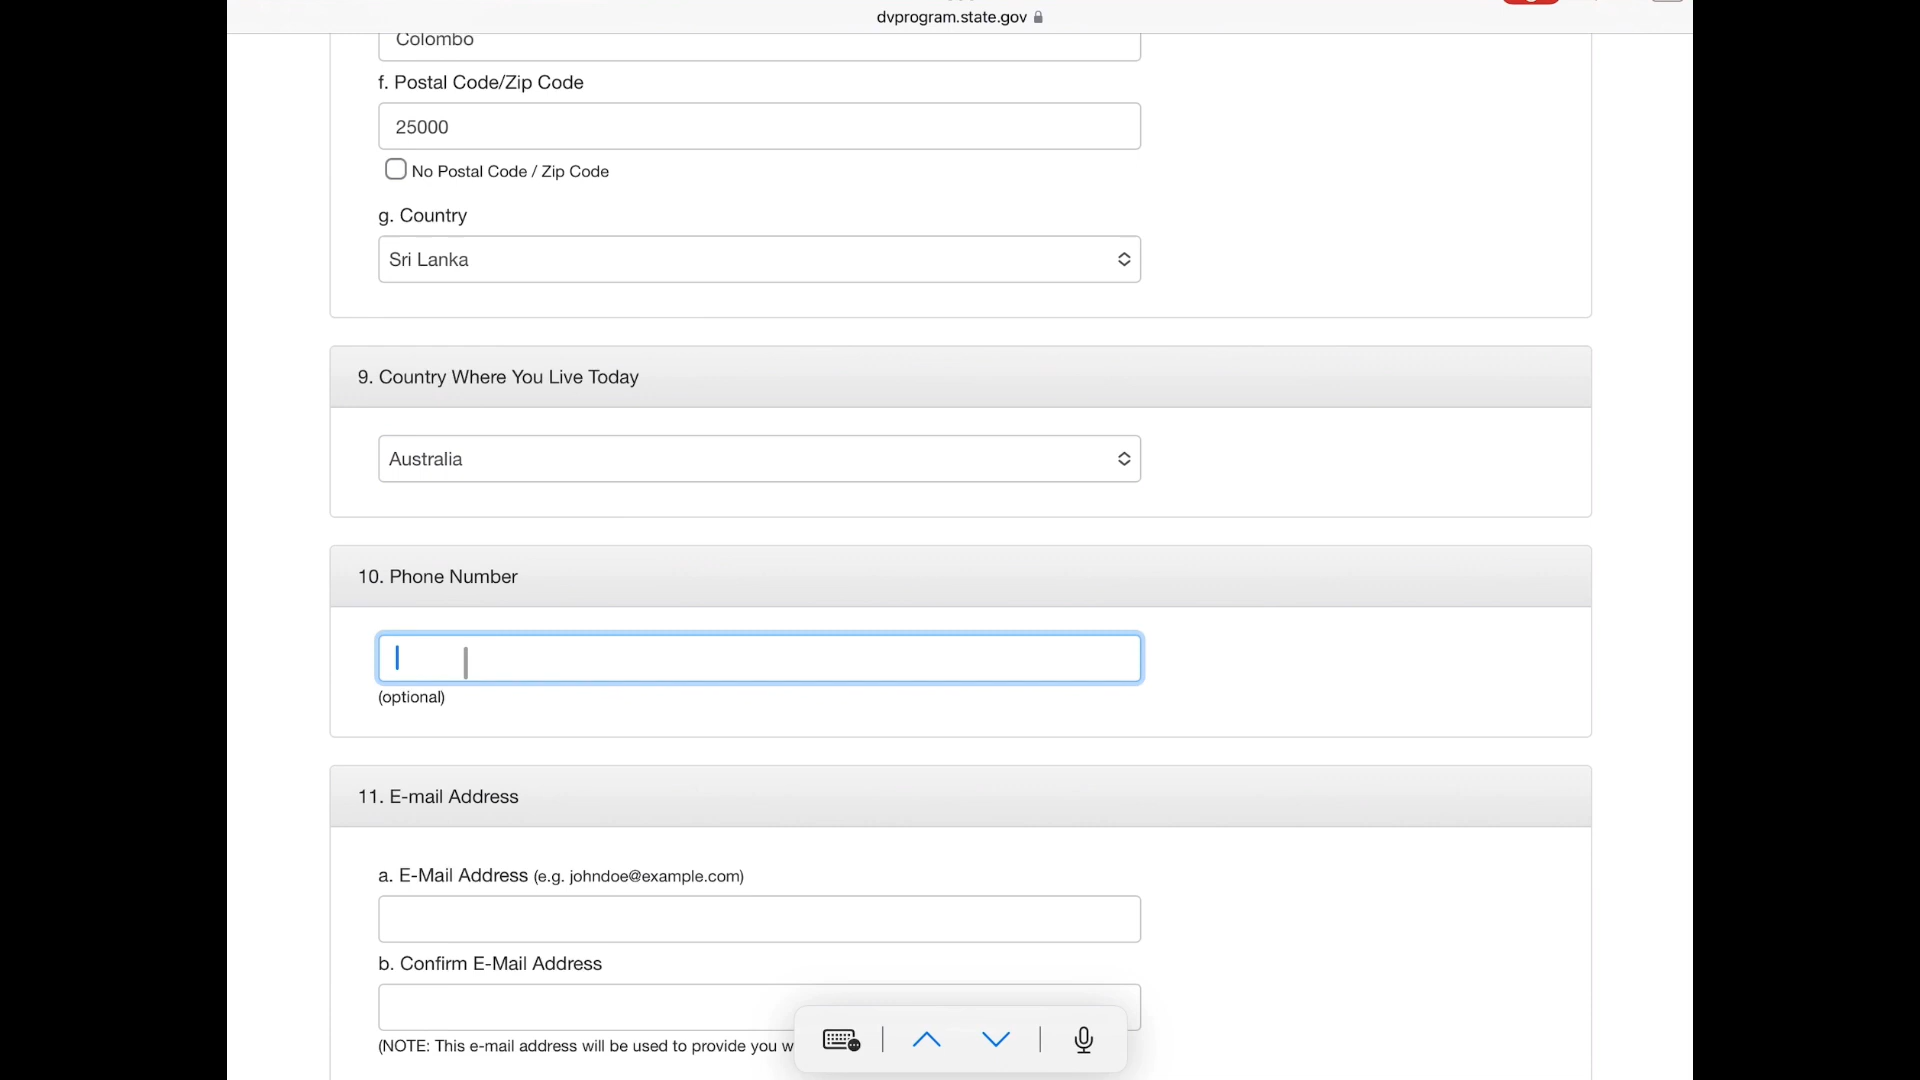 dvprogram.state.gov
Colombo
f. Postal Code/Zip Code
25000
No Postal Code / Zip Code
g. Country
Sri Lanka
9. Country Where You Live Today
Australia
10. Phone Number
(optional)
11. E-mail Address
a. E-Mail Address (e.g. johndoe@example.com)
b. Confirm E-Mail Address
(NOTE: This e-mail address will be used to provide you